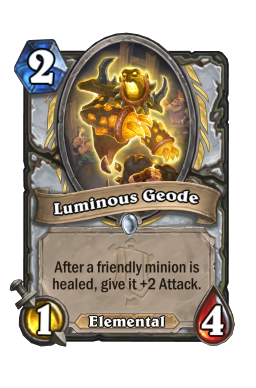 2
Luminous Geode
After a friendly minion is
healed, give it +2 Attack.
1
Elemental
4